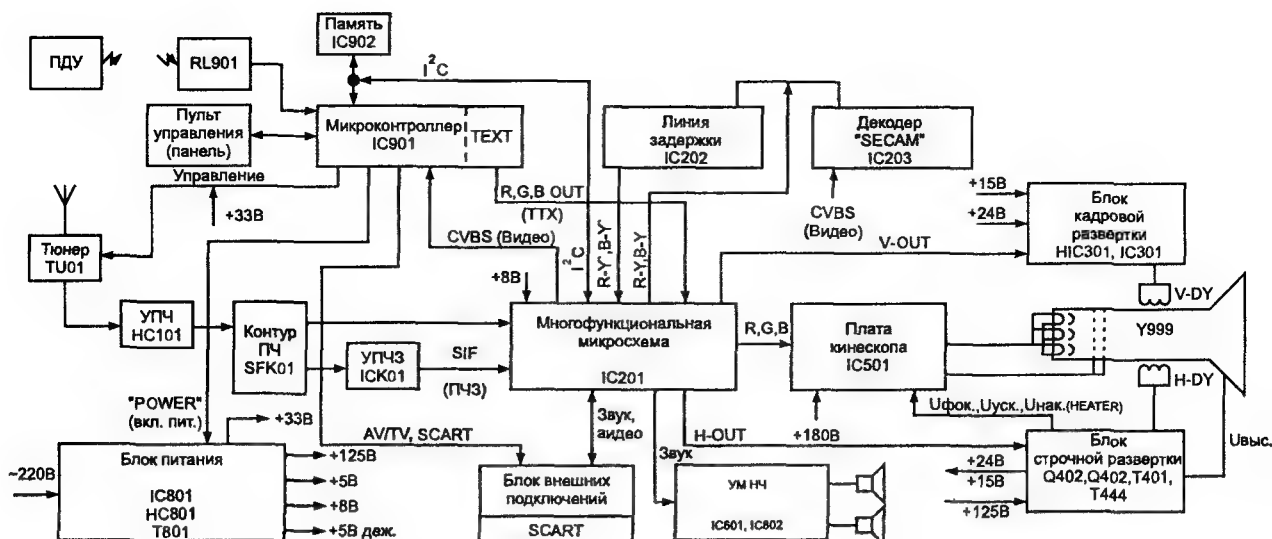 ПДУ
RL901
Память
IC902
I²C
Пульт
управления
(панель)
Микроконтроллер
IC901
TEXT
Линия
задержки
IC202
Декодер
"SECAM"
IC203
Управление
+33В
R,G,B OUT
(TTX)
CVBS (Видео)
CVBS
(Видео)
+15В
+24В
Блок
кадровой
развертки
HIC301, IC301
Тюнер
TU01
+8В
I²C
R-Y",B-Y"
R-Y,B-Y
V-OUT
V-DY
УПЧ
HC101
Контур
ПЧ
SFK01
УПЧЗ
ICK01
SIF
(ПЧЗ)
Многофункциональная
микросхема
IC201
R,G,B
Плата
кинескопа
IC501
Y999
H-DY
"POWER"
(вкл. пит.)
+33В
AV/TV, SCART
Звук,
аидео
Звук
H-OUT
+180В
Uфок.,Uуск.,Uнак.(HEATER)
Uвыс.
~220В
Блок питания
IC801
HC801
T801
+125В
+5В
+8В
+5В деж.
Блок внешних
подключений
SCART
УМ НЧ
IC601, IC802
+24В
+15В
+125В
Блок
строчной развертки
Q402,Q402,T401,
T444